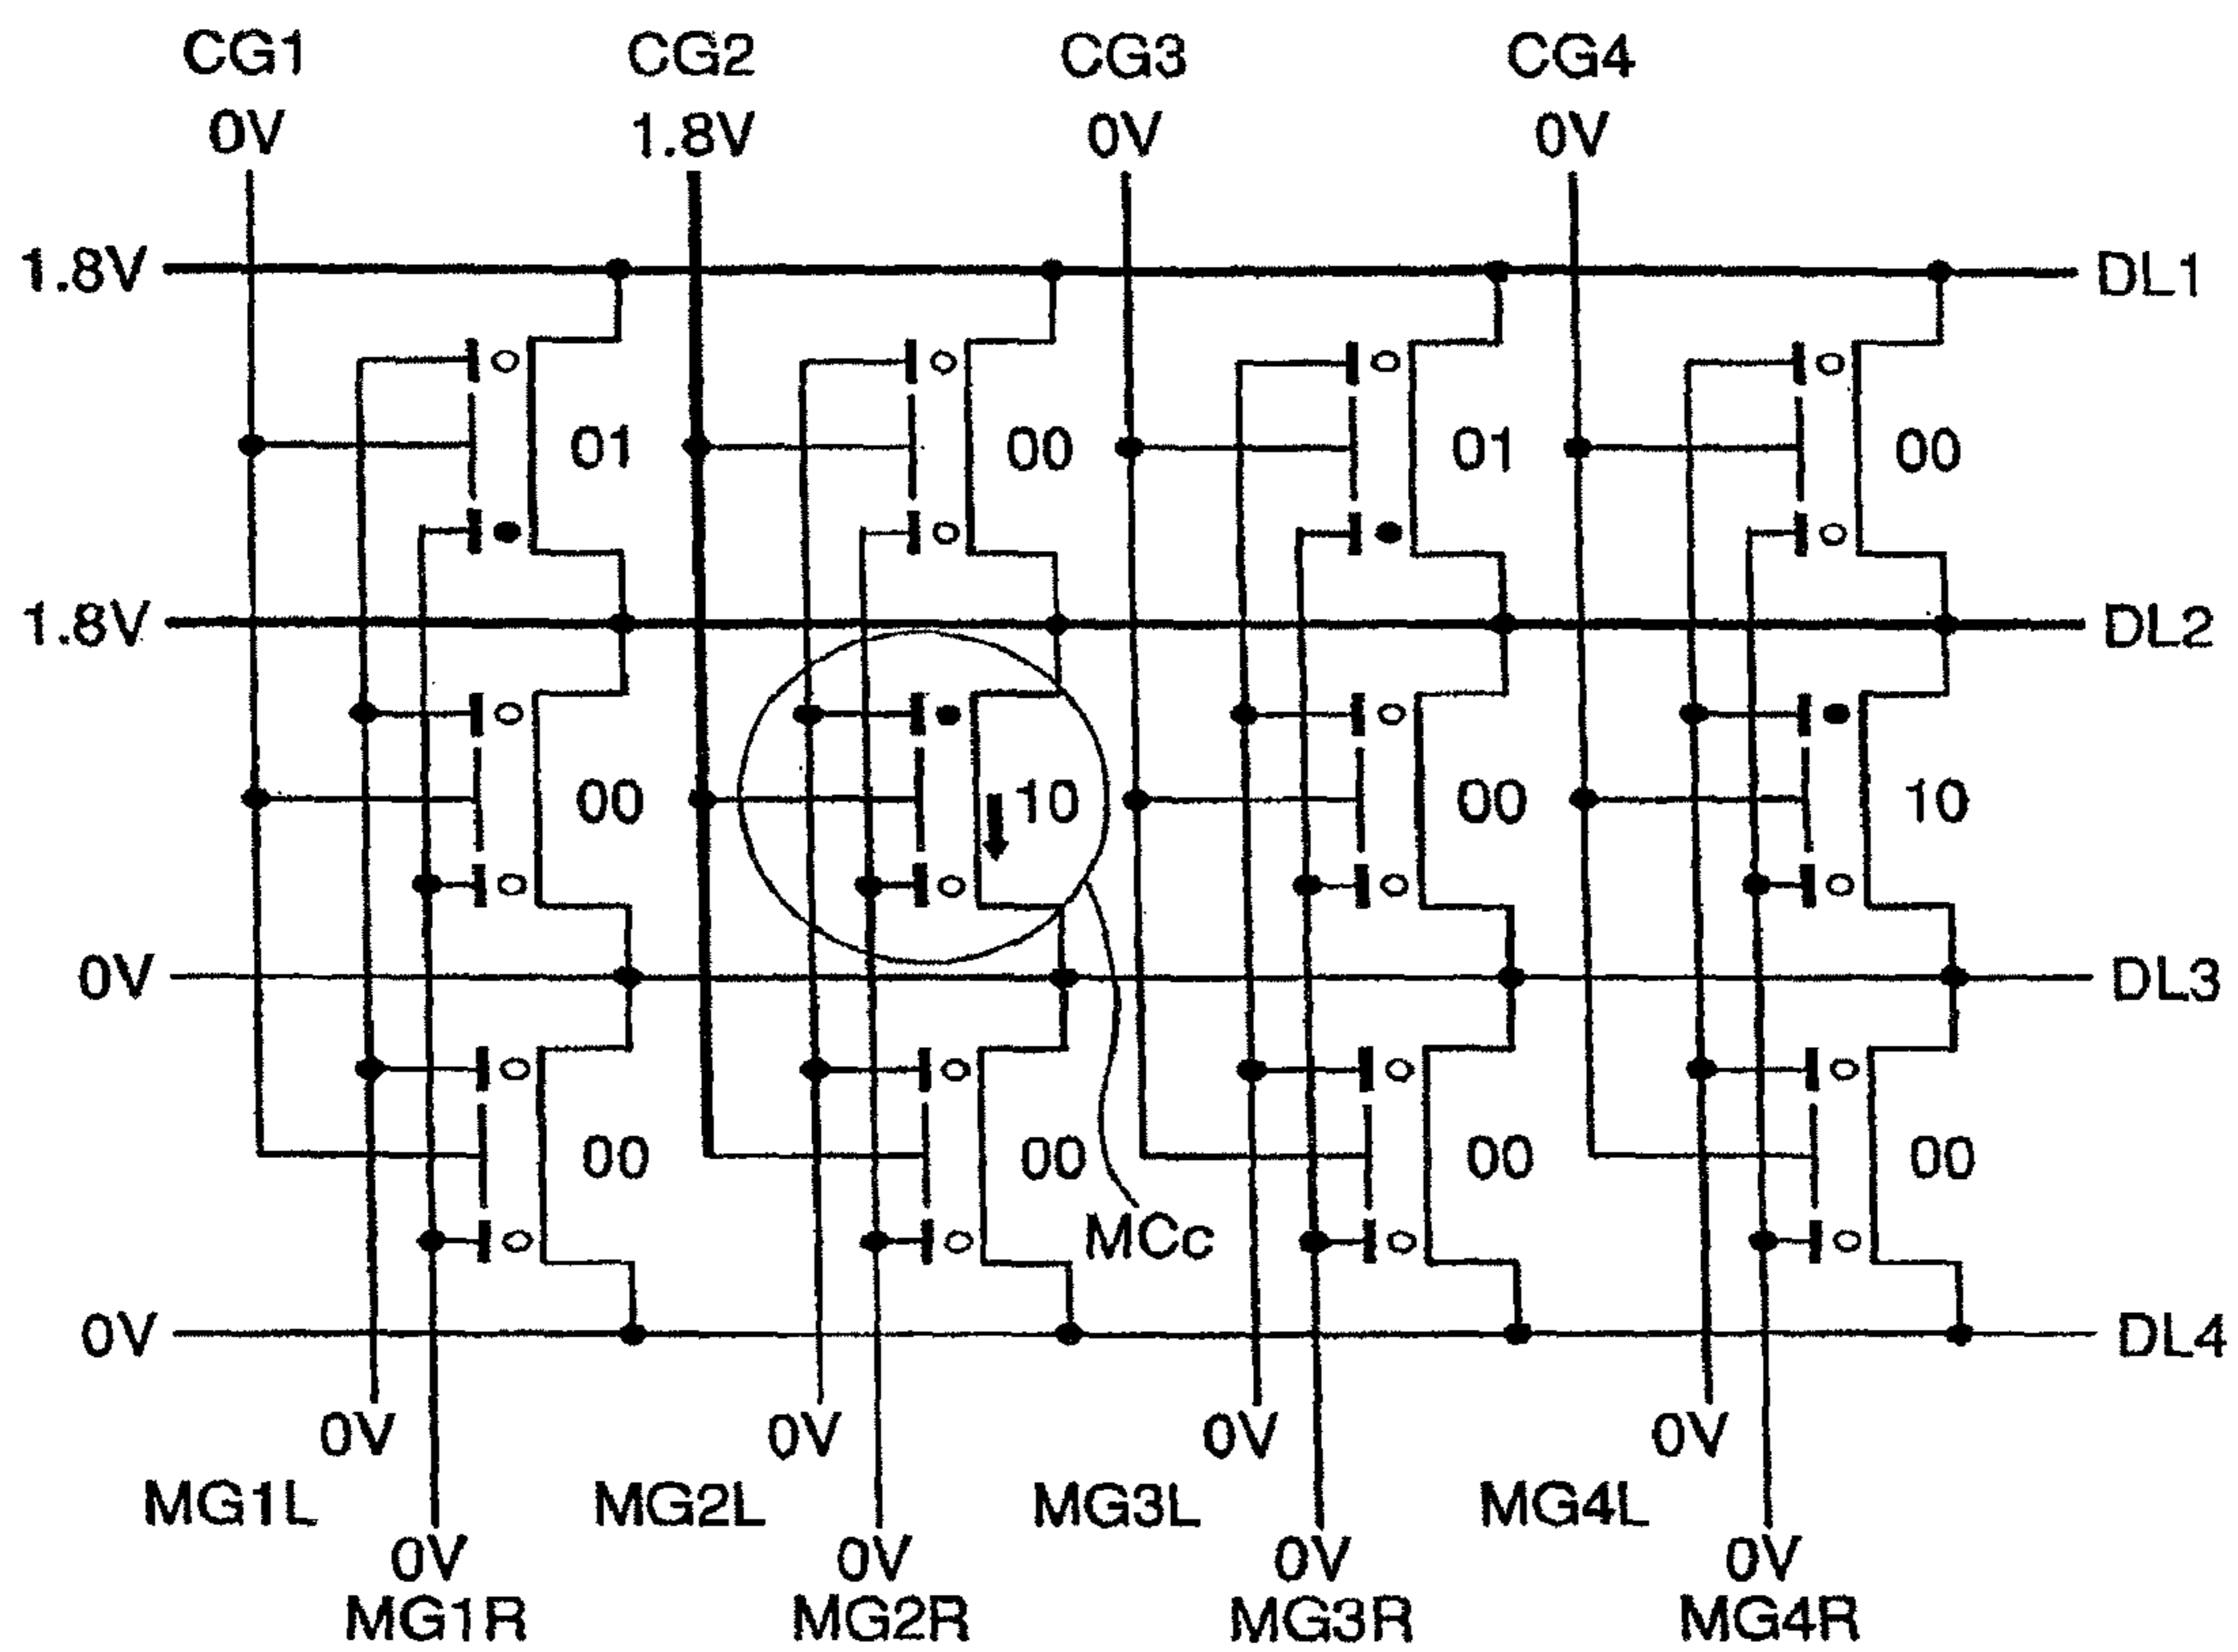 CG1 CG2 CG3 CG4
0V 1.8V 0V 0V
1.8V DL1
01 00 01 00
1.8V DL2
00 10 00 10
0V DL3
00 00 00 00
MCc
0V DL4
0V 0V 0V 0V
MG1L MG2L MG3L MG4L
0V 0V 0V 0V
MG1R MG2R MG3R MG4R